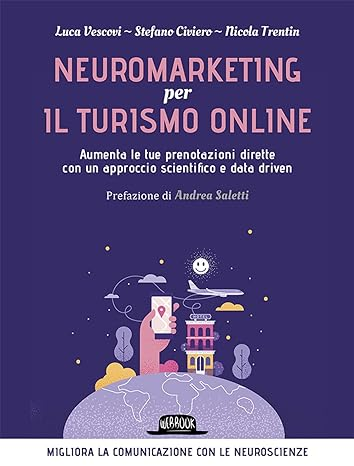 Luca Vescovi ~ Stefano Civiero ~ Nicola Trentin
NEUROMARKETING
per
IL TURISMO ONLINE
Aumenta le tue prenotazioni dirette
con un approccio scientifico e data driven
Prefazione di Andrea Saletti
WEBBOOK
MIGLIORA LA COMUNICAZIONE CON LE NEUROSCIENZE